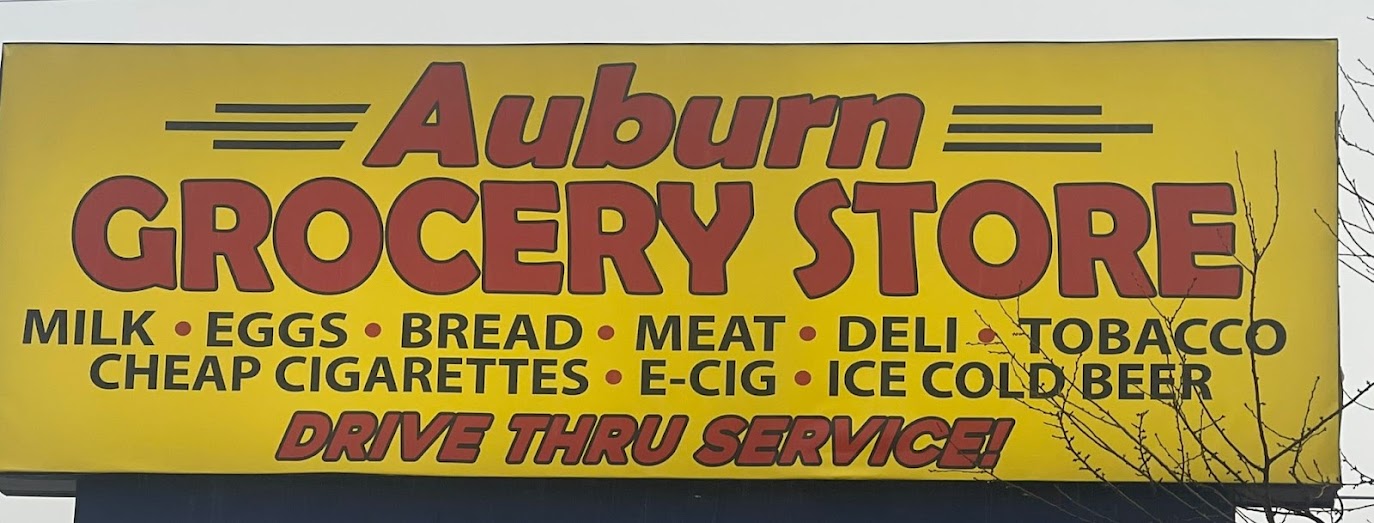 Auburn
GROCERY STORE
MILK • EGGS • BREAD • MEAT • DELI • TOBACCO
CHEAP CIGARETTES • E-CIG • ICE COLD BEER
DRIVE THRU SERVICE!